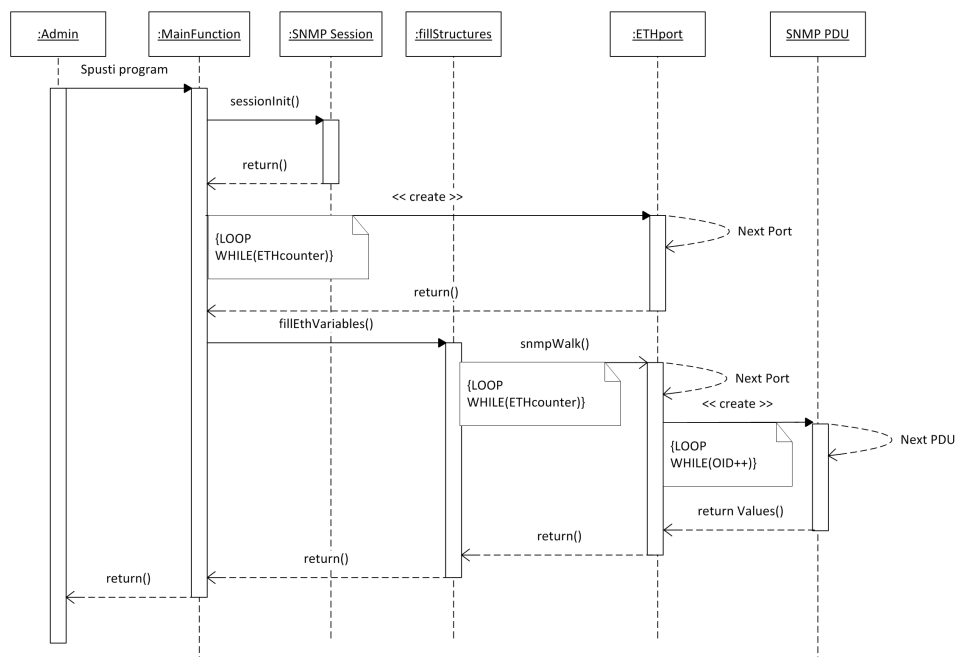 :Admin
:MainFunction
:SNMP Session
:fillStructures
:ETHport
SNMP PDU
Spusti program
sessionInit()
return()
<< create >>
{LOOP
WHILE(ETHcounter)}
Next Port
return()
fillEthVariables()
snmpWalk()
{LOOP
WHILE(ETHcounter)}
Next Port
<< create >>
{LOOP
WHILE(OID++)}
Next PDU
return Values()
return()
return()
return()